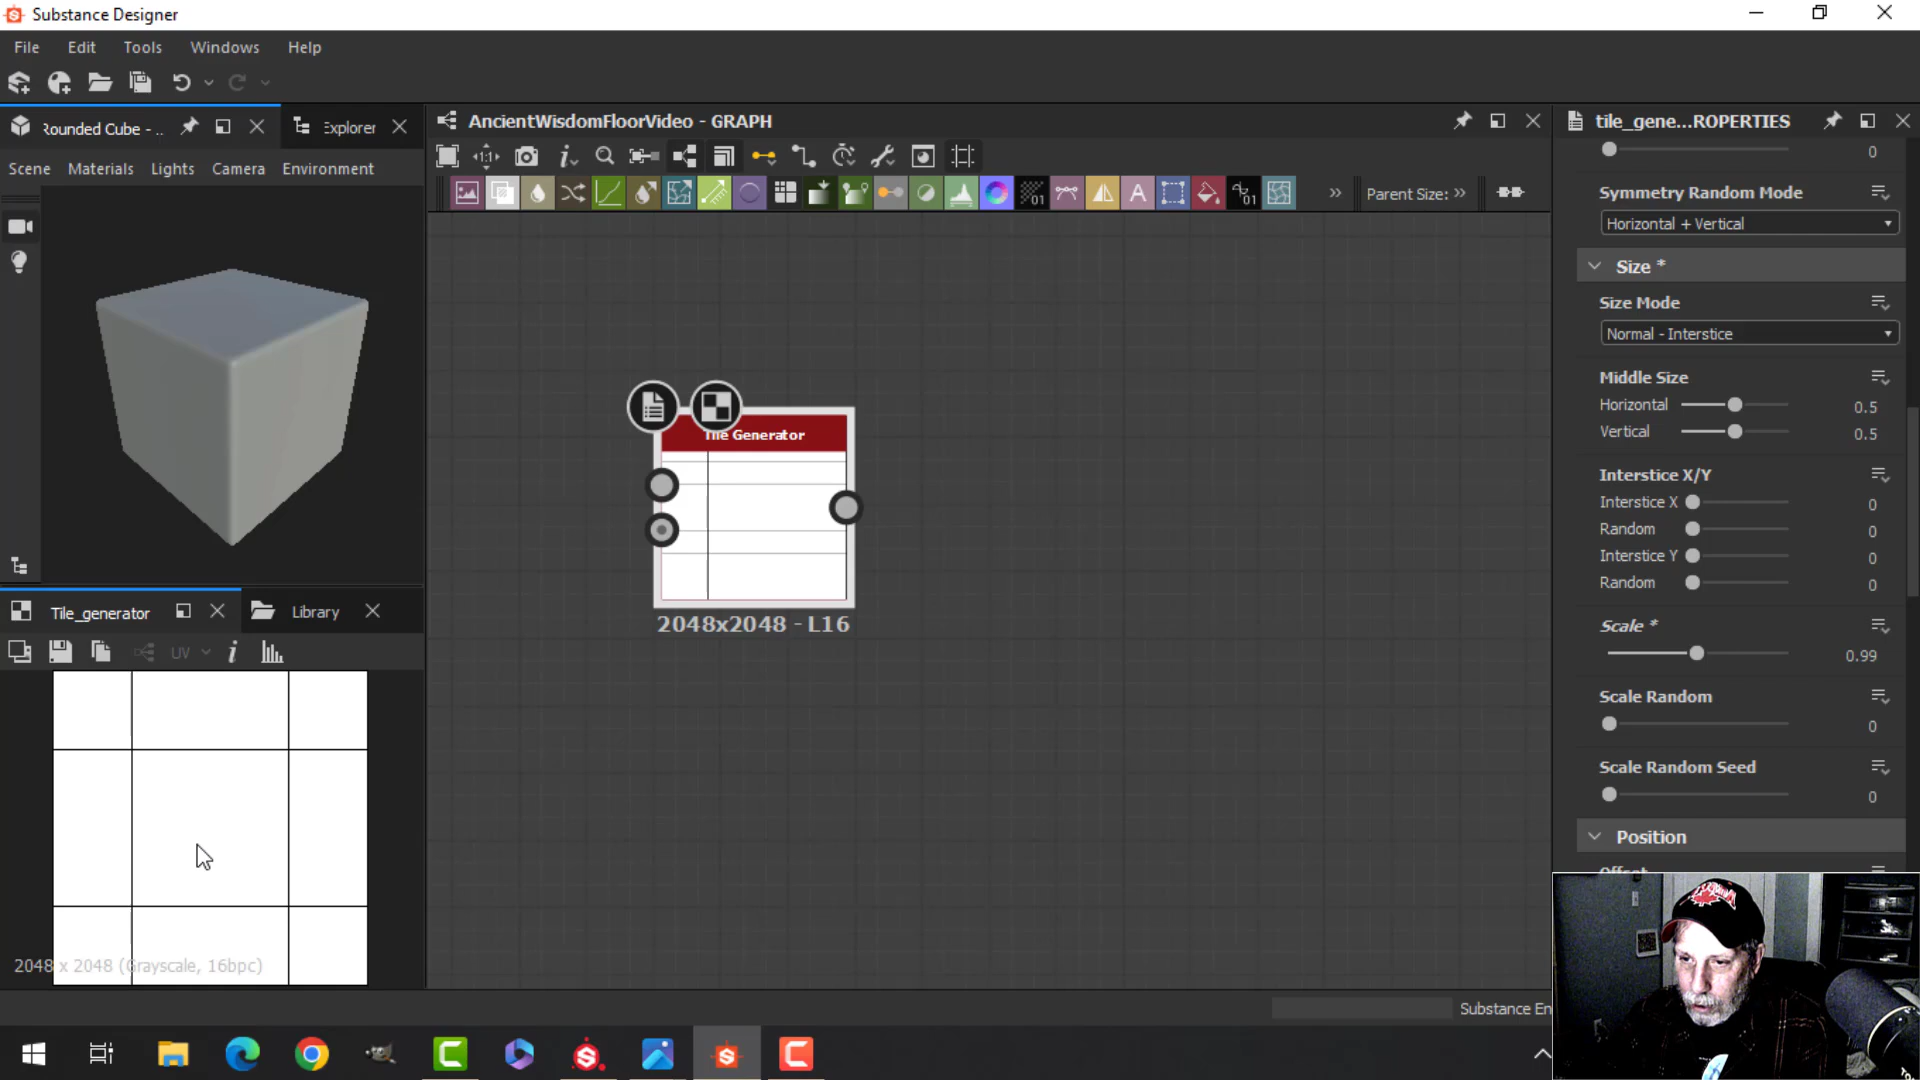 Substance Designer
File Edit Tools Windows Help
Rounded Cube - .. Explorer
Scene Materials Lights Camera Environment
AncientWisdomFloorVideo - GRAPH
Parent Size:
Tile Generator
2048x2048 - L16
Tile_generator Library
UV
2048 x 2048 (Grayscale, 16bpc)
tile_gene...ROPERTIES
0
Symmetry Random Mode
Horizontal + Vertical
Size *
Size Mode
Normal - Interstice
Middle Size
Horizontal 0.5
Vertical 0.5
Interstice X/Y
Interstice X 0
Random 0
Interstice Y 0
Random 0
Scale *
0.99
Scale Random
0
Scale Random Seed
0
Position
Offset
Substance En